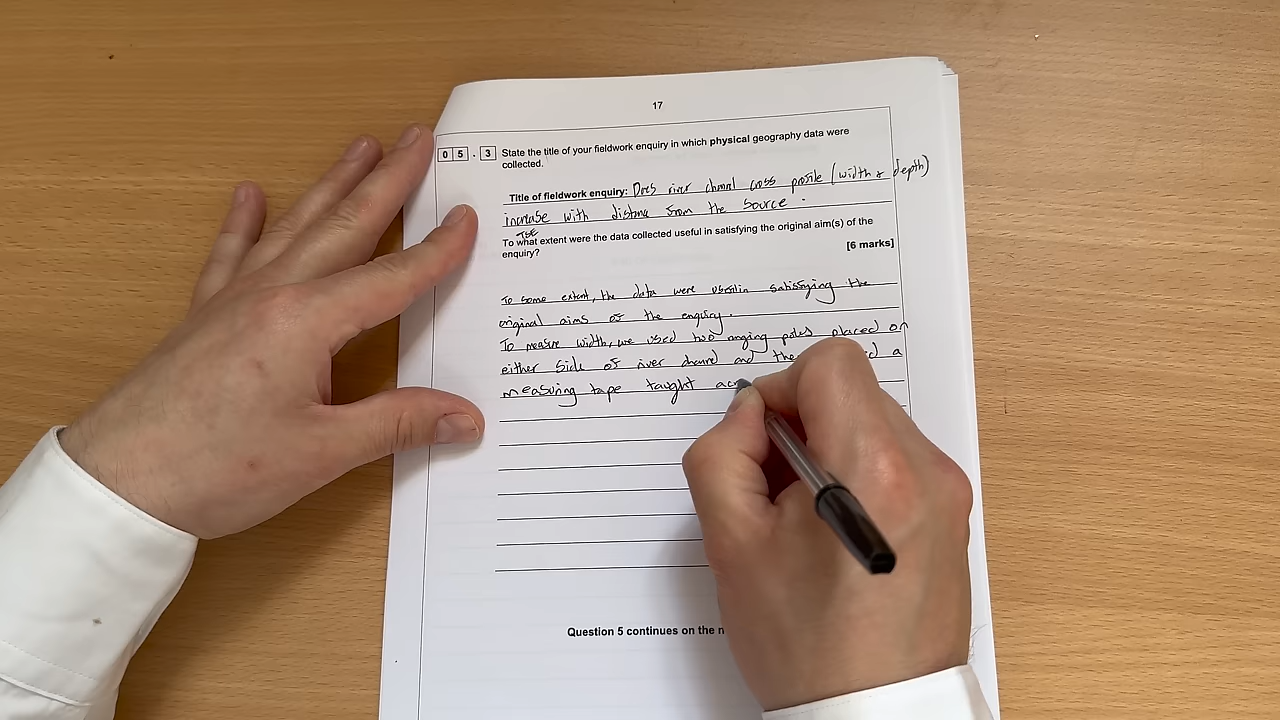 17
0 5 . 3 State the title of your fieldwork enquiry in which physical geography data were
collected.
Title of fieldwork enquiry: Does river channel cross profile (width & depth)
increase with distance from the source.
To what extent were the data collected useful in satisfying the original aim(s) of the
enquiry?
[6 marks]
To some extent, the data were useful in satisfying the
original aims of the enquiry.
To measure width, we used two ranging poles placed on
either side of river channel and the a
measuring tape taught
Question 5 continues on the